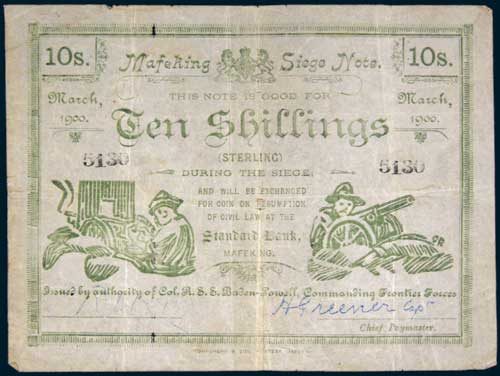 10s. Mafeking Siege Note. 10s.
March, 1900. THIS NOTE IS GOOD FOR March, 1900.
Ten Shillings
5130 (STERLING) 5130
DURING THE SIEGE,
AND WILL BE EXCHANGED
FOR COIN ON RESUMPTION
OF CIVIL LAW AT THE
Standard Bank,
MAFEKING.
Issued by authority of Col. R. S. S. Baden-Powell, Commanding Frontier Forces
H Greener Capt
Chief Paymaster.